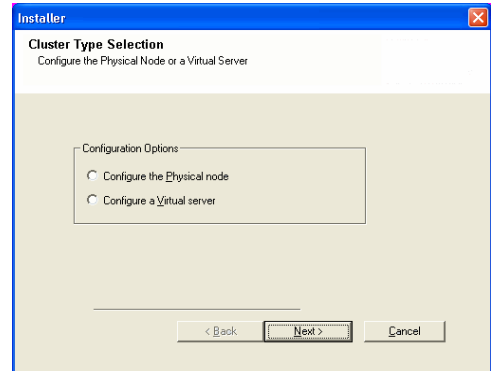 Installer
Cluster Type Selection
Configure the Physical Node or a Virtual Server
Configuration Options
Configure the Physical node
Configure a Virtual server
< Back
Next >
Cancel